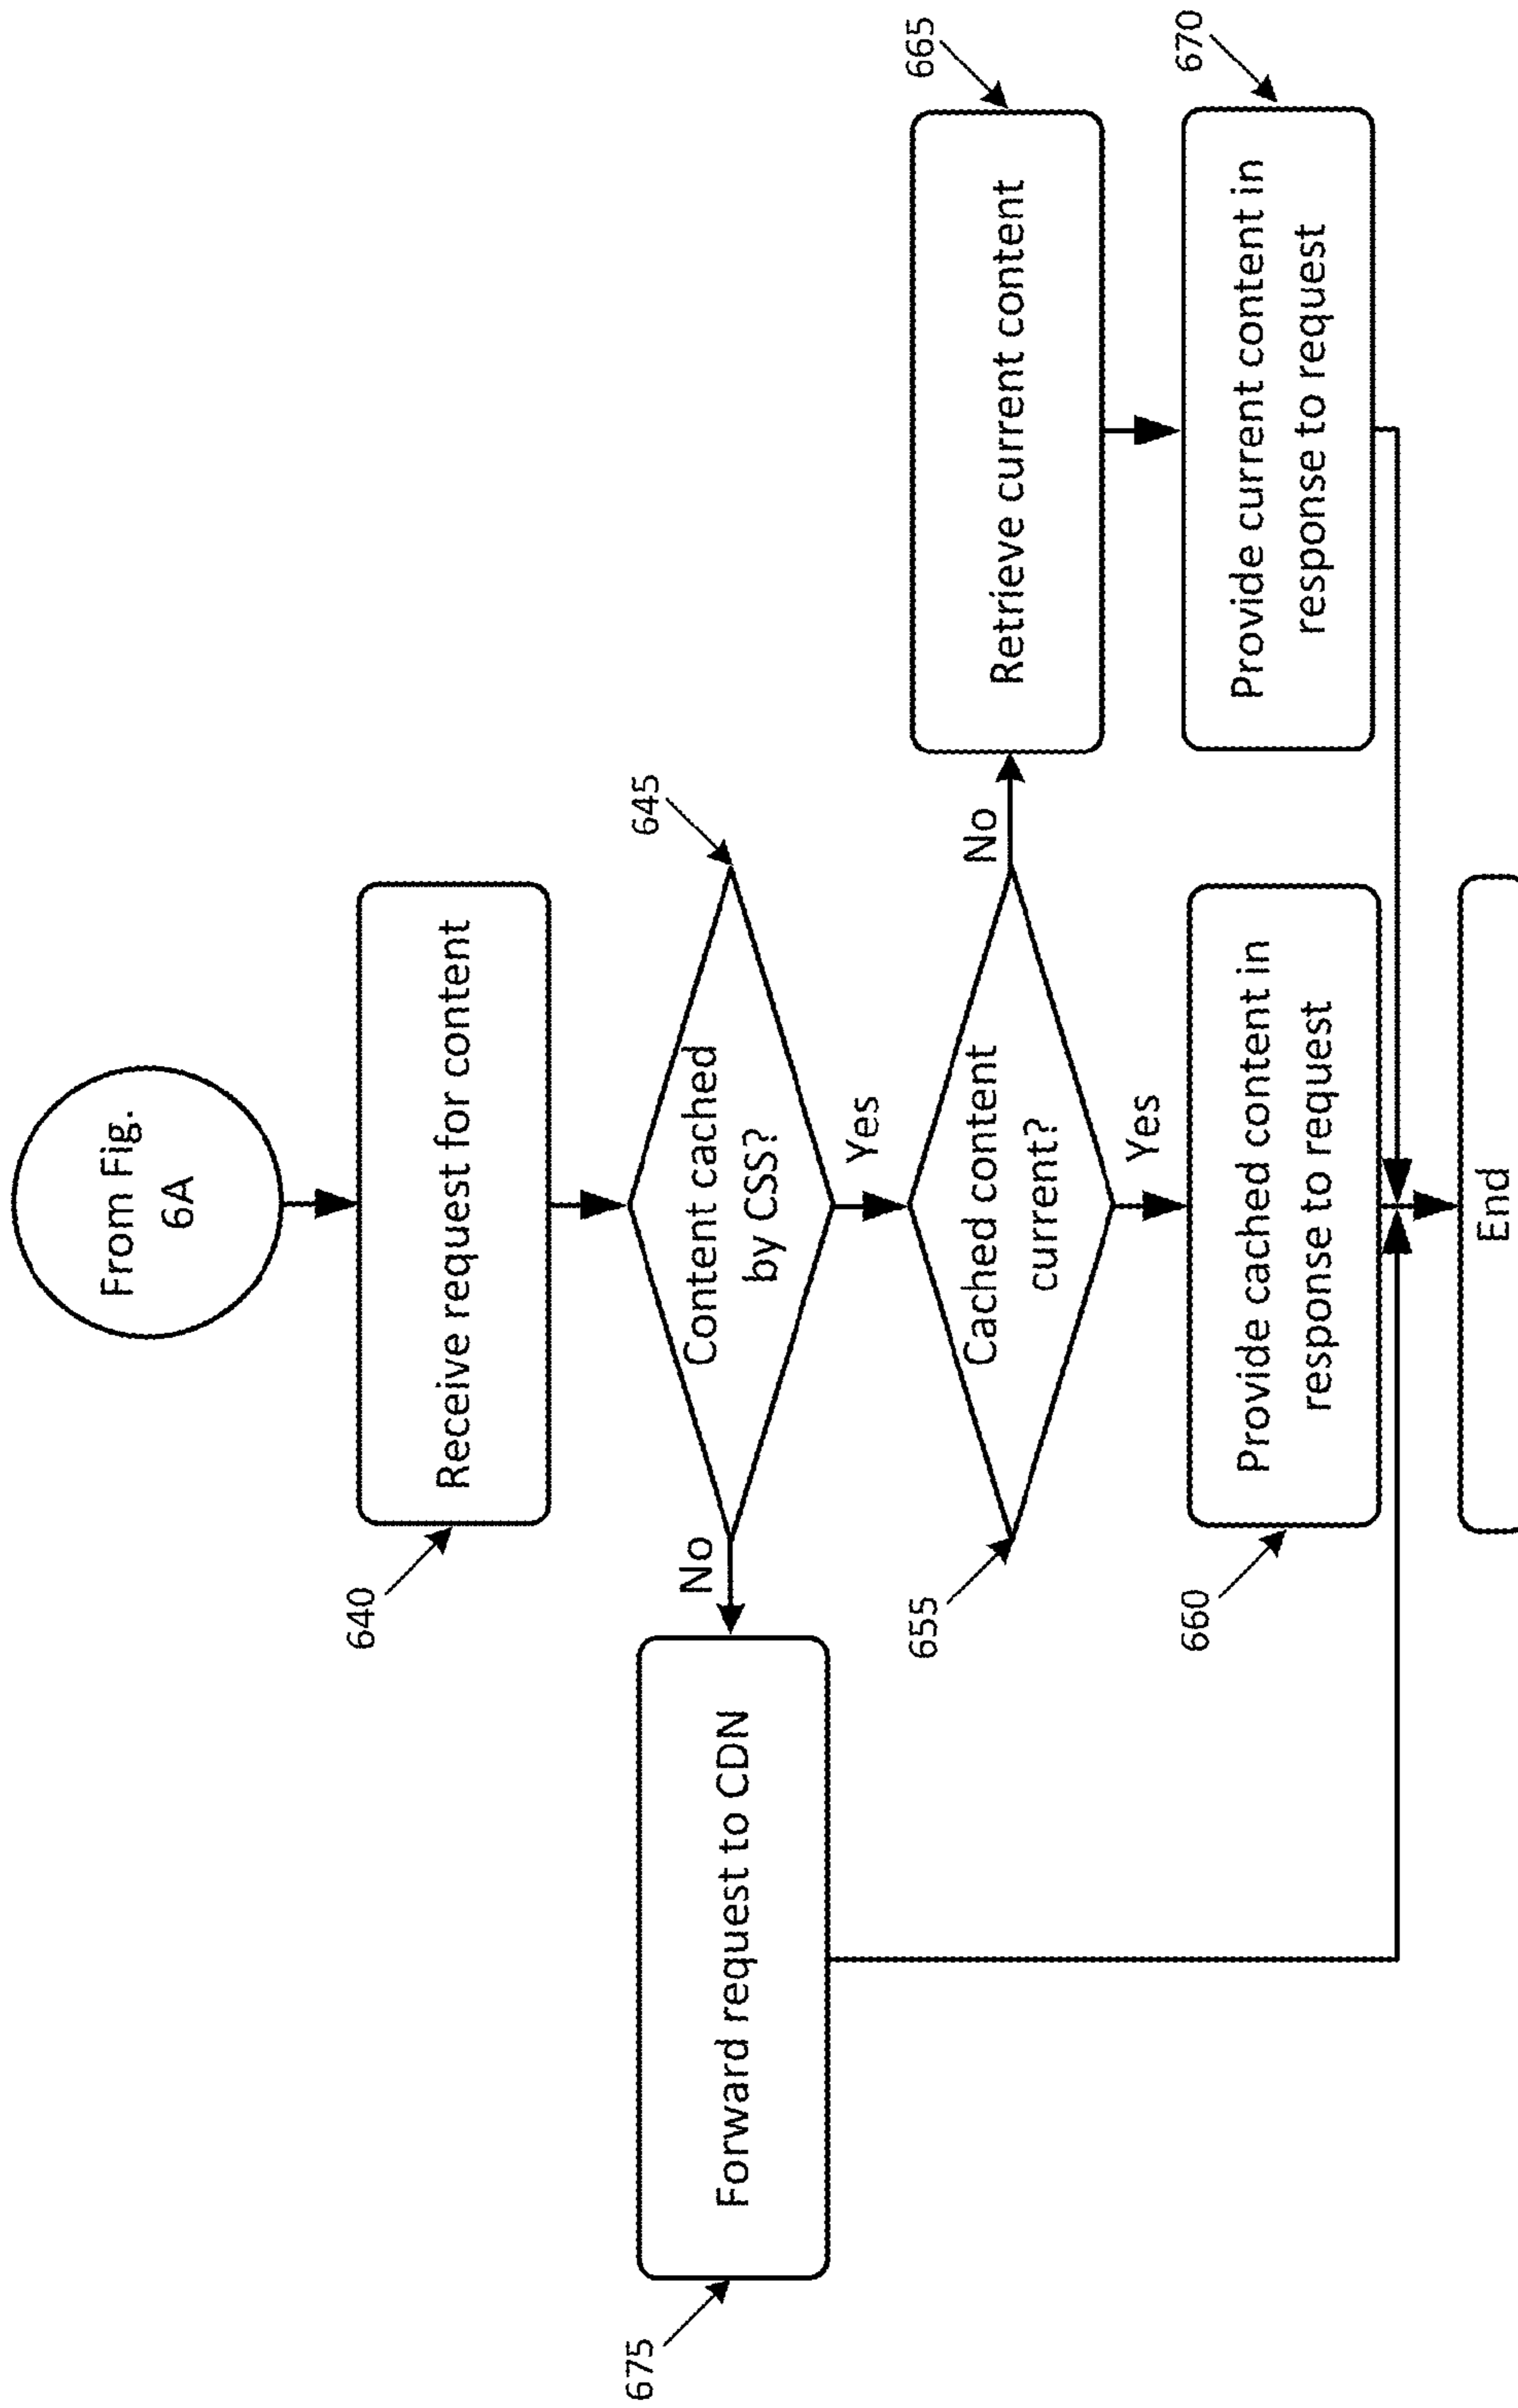 From Fig.
6A
640
Receive request for content
645
Content cached
by CSS?
No
Yes
675
Forward request to CDN
655
Cached content
current?
No
Yes
665
Retrieve current content
660
Provide cached content in
response to request
670
Provide current content in
response to request
End